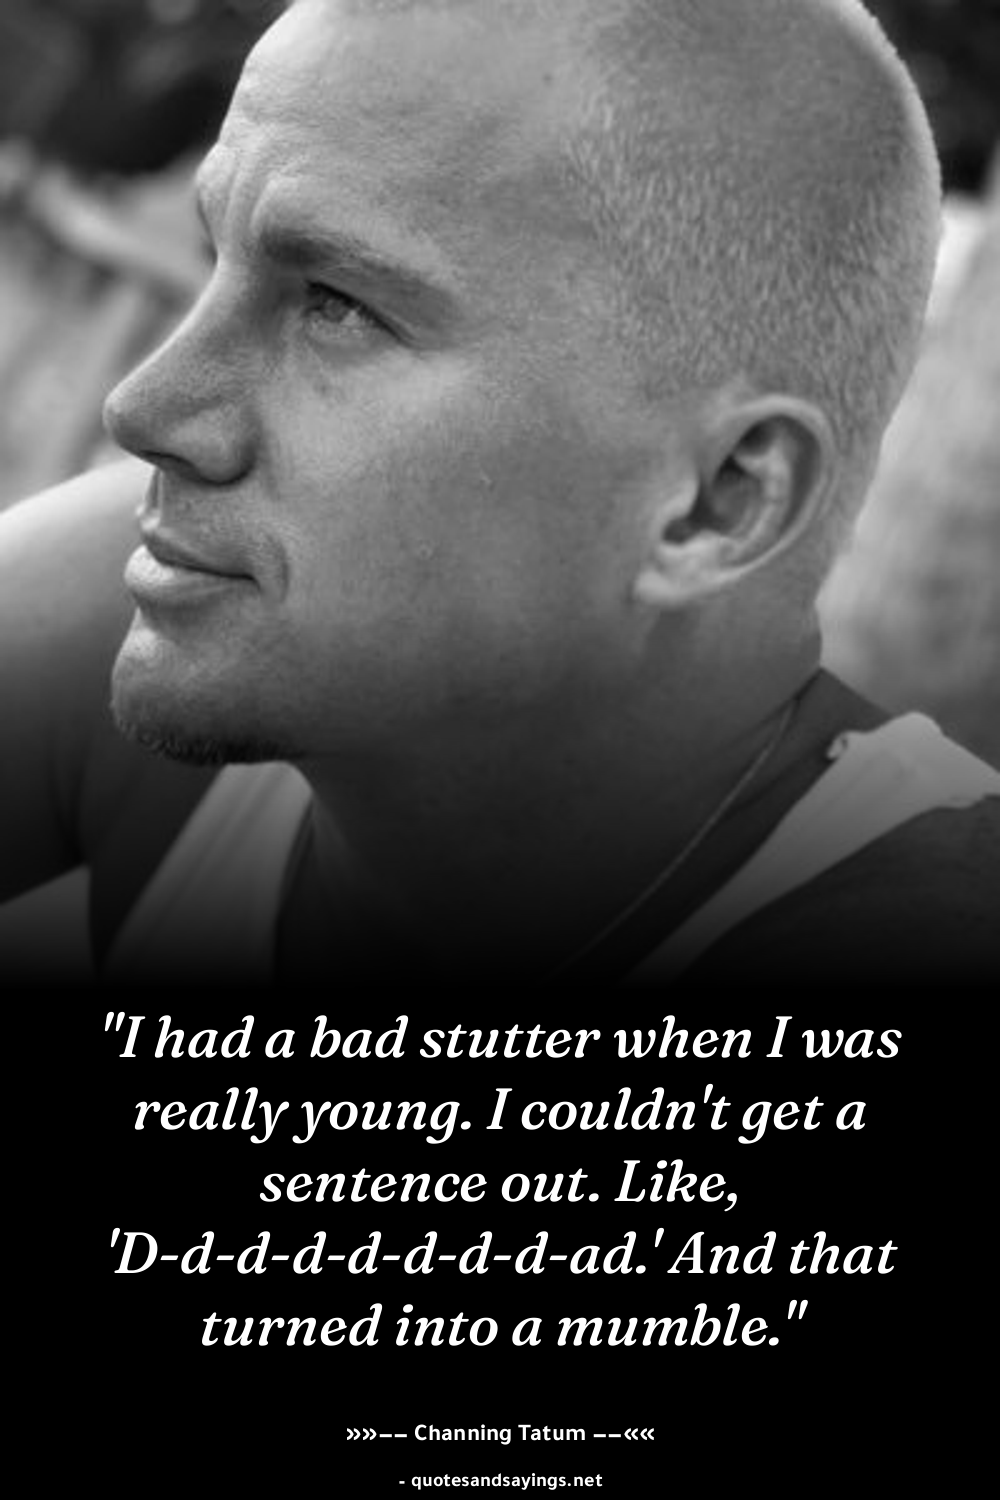 "I had a bad stutter when I was
really young. I couldn't get a
sentence out. Like,
'D-d-d-d-d-d-d-d-ad.' And that
turned into a mumble."
»»–– Channing Tatum ––««
- quotesandsayings.net